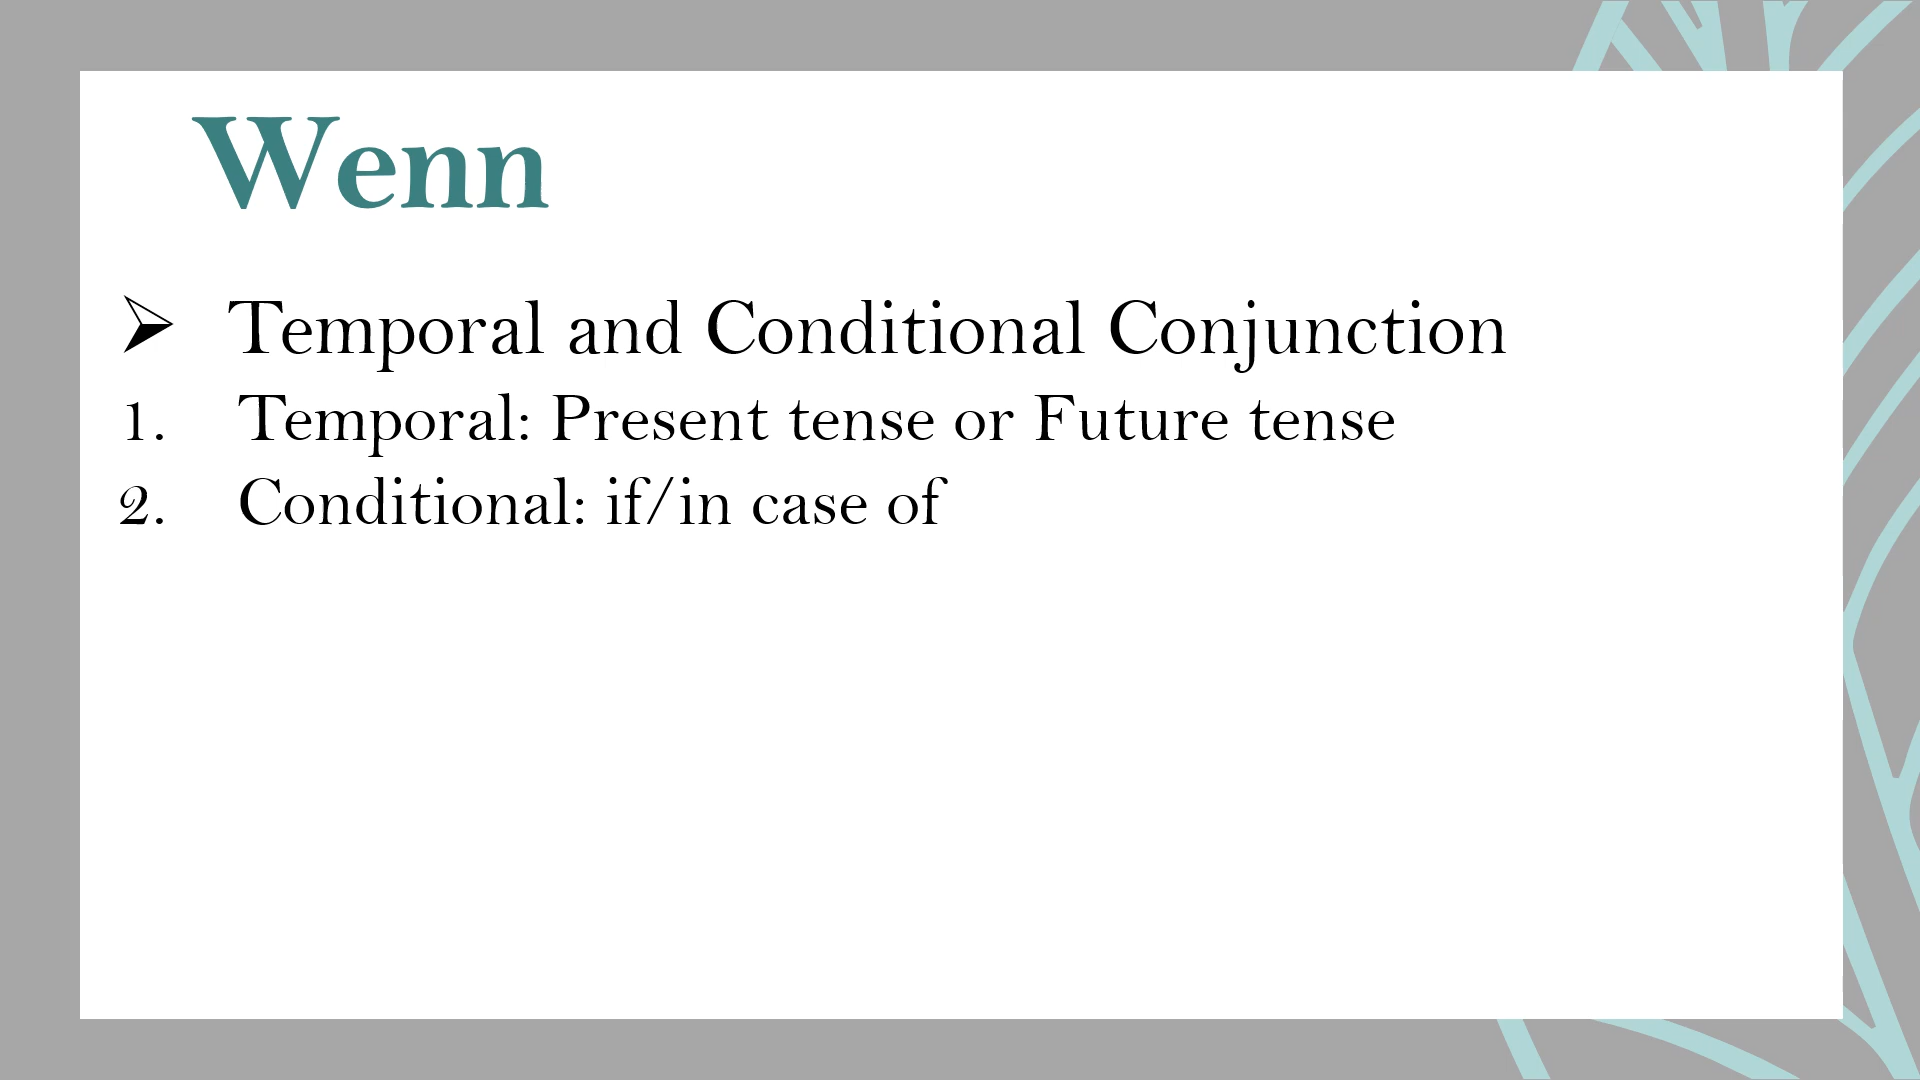 Wenn
➢ Temporal and Conditional Conjunction
1. Temporal: Present tense or Future tense
2. Conditional: if/in case of